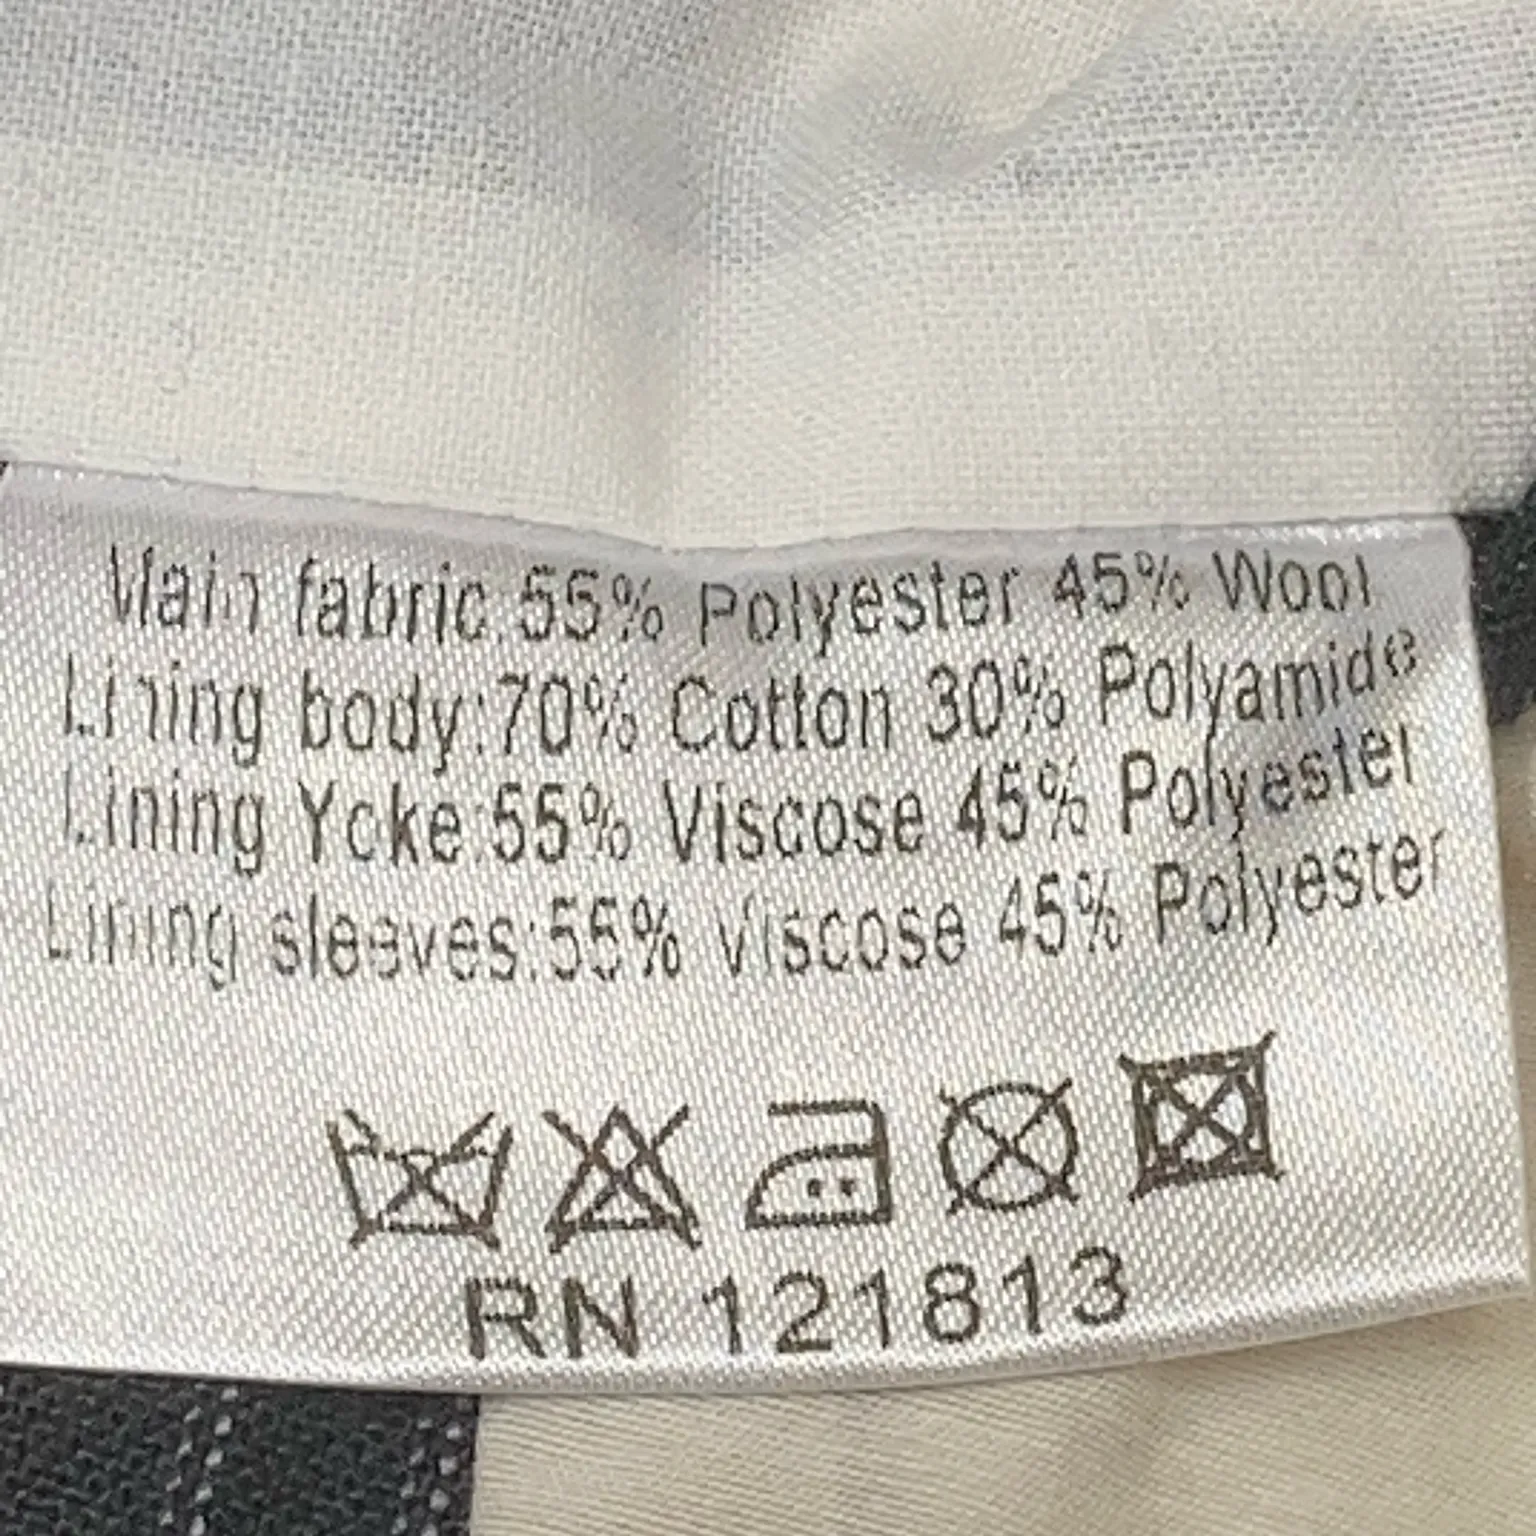 Main fabric:55% Polyester 45% Wool
Lining body:70% Cotton 30% Polyamide
Lining Yoke:55% Viscose 45% Polyester
Lining sleeves:55% Viscose 45% Polyester
RN 121813